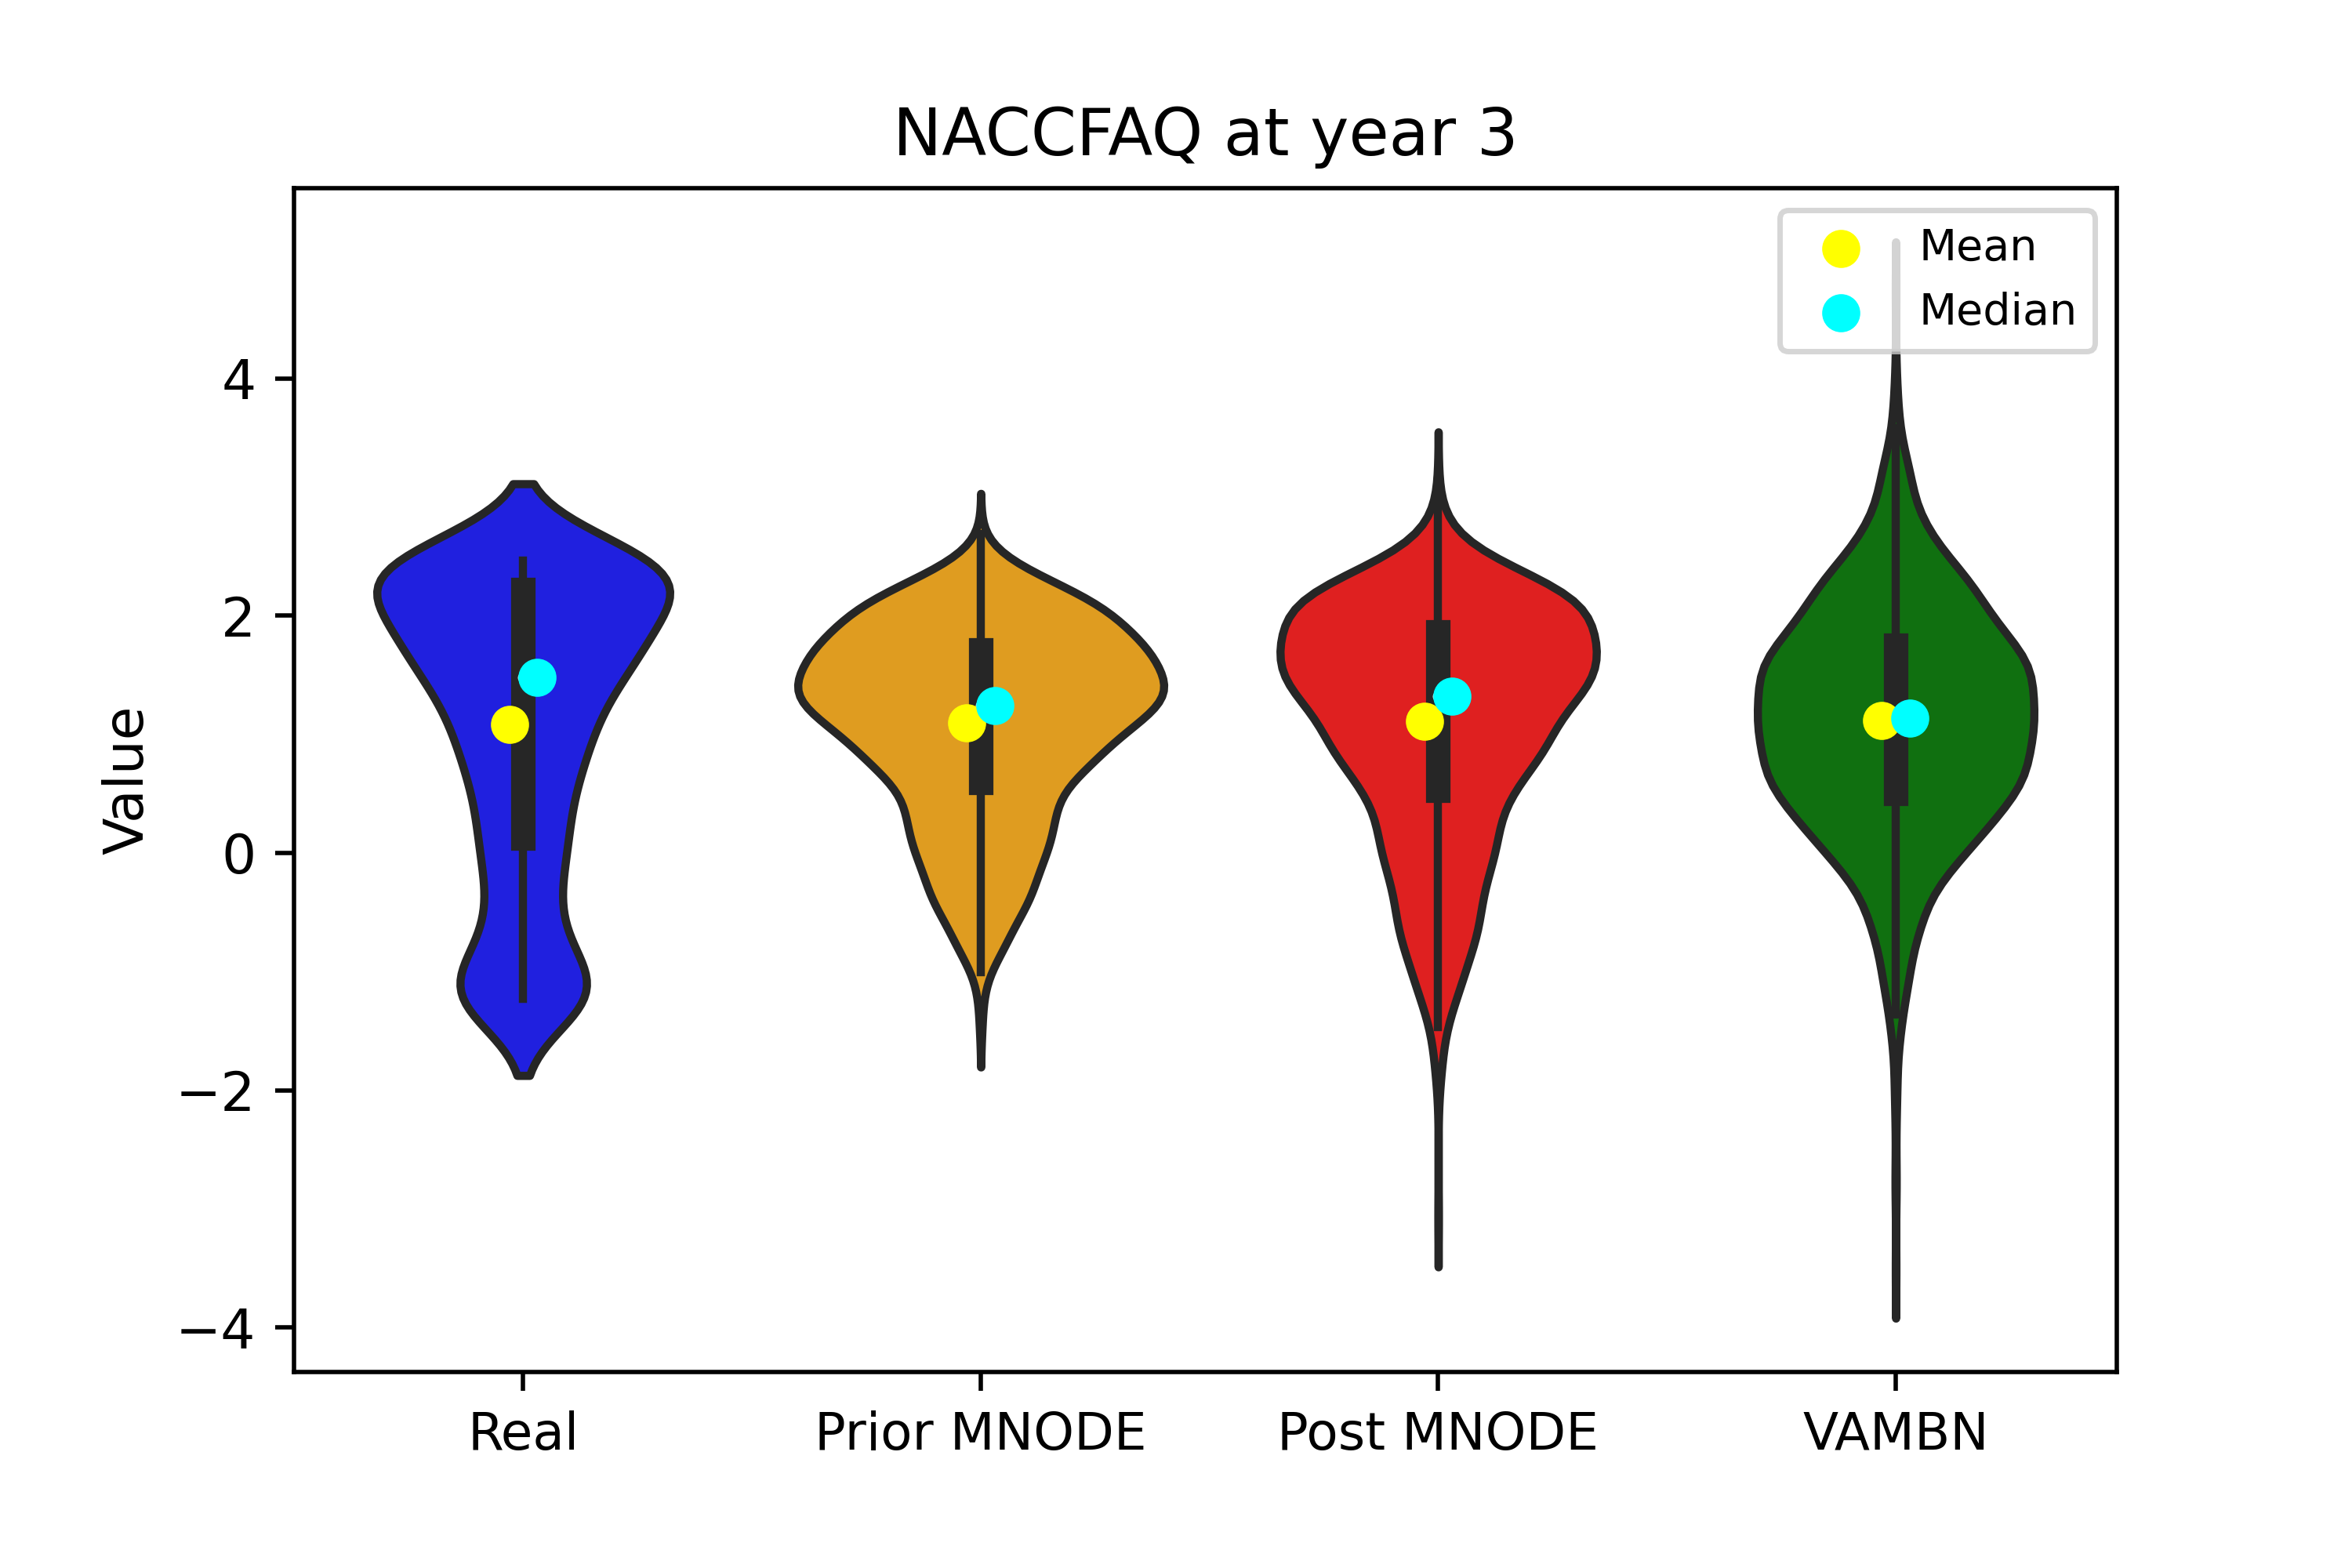 NACCFAQ at year 3
Mean
Median
Value
4
2
0
−2
−4
Real
Prior MNODE
Post MNODE
VAMBN